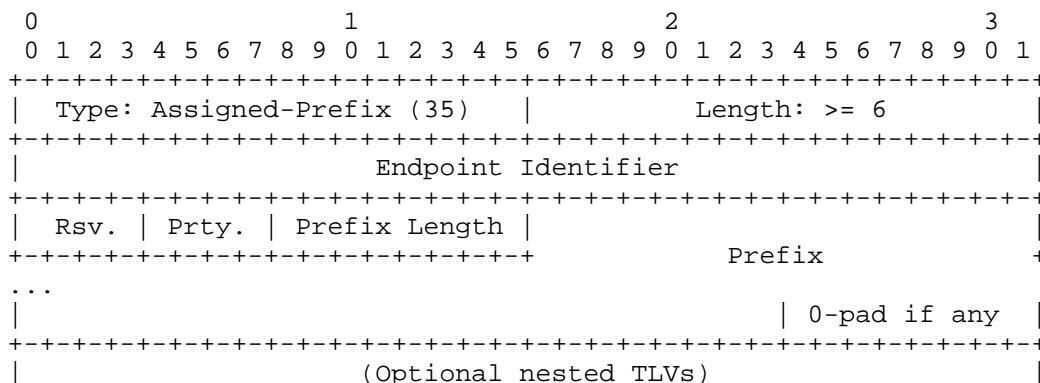 0                   1                   2                   3
 0 1 2 3 4 5 6 7 8 9 0 1 2 3 4 5 6 7 8 9 0 1 2 3 4 5 6 7 8 9 0 1
+-+-+-+-+-+-+-+-+-+-+-+-+-+-+-+-+-+-+-+-+-+-+-+-+-+-+-+-+-+-+-+-+
|  Type: Assigned-Prefix (35)   |          Length: >= 6         |
+-+-+-+-+-+-+-+-+-+-+-+-+-+-+-+-+-+-+-+-+-+-+-+-+-+-+-+-+-+-+-+-+
|                      Endpoint Identifier                      |
+-+-+-+-+-+-+-+-+-+-+-+-+-+-+-+-+-+-+-+-+-+-+-+-+-+-+-+-+-+-+-+-+
|  Rsv. | Prty. | Prefix Length |                               |
+-+-+-+-+-+-+-+-+-+-+-+-+-+-+-+-+            Prefix             +
...
|                                               | 0-pad if any  |
+-+-+-+-+-+-+-+-+-+-+-+-+-+-+-+-+-+-+-+-+-+-+-+-+-+-+-+-+-+-+-+-+
|                     (Optional nested TLVs)                    |